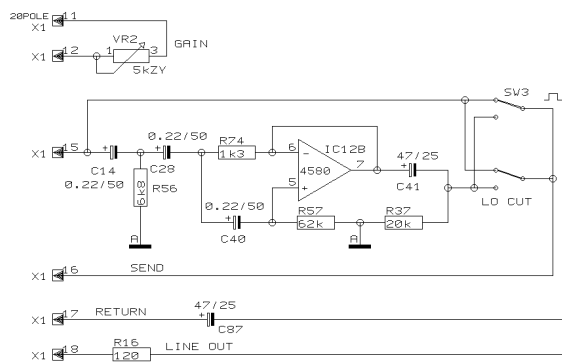 20POLE 11
X1
VR2
GAIN
12
X1
1
3
5kZY
SW3
0.22/50
R74
IC12B
15
X1
1k3
6
-
4580
7
47/25
C14
C28
0.22/50
R56
6k8
5
+
C41
0.22/50
R57
R37
LO CUT
62k
20k
C40
A
A
16
SEND
X1
47/25
17
RETURN
X1
C87
18
R16
LINE OUT
X1
120